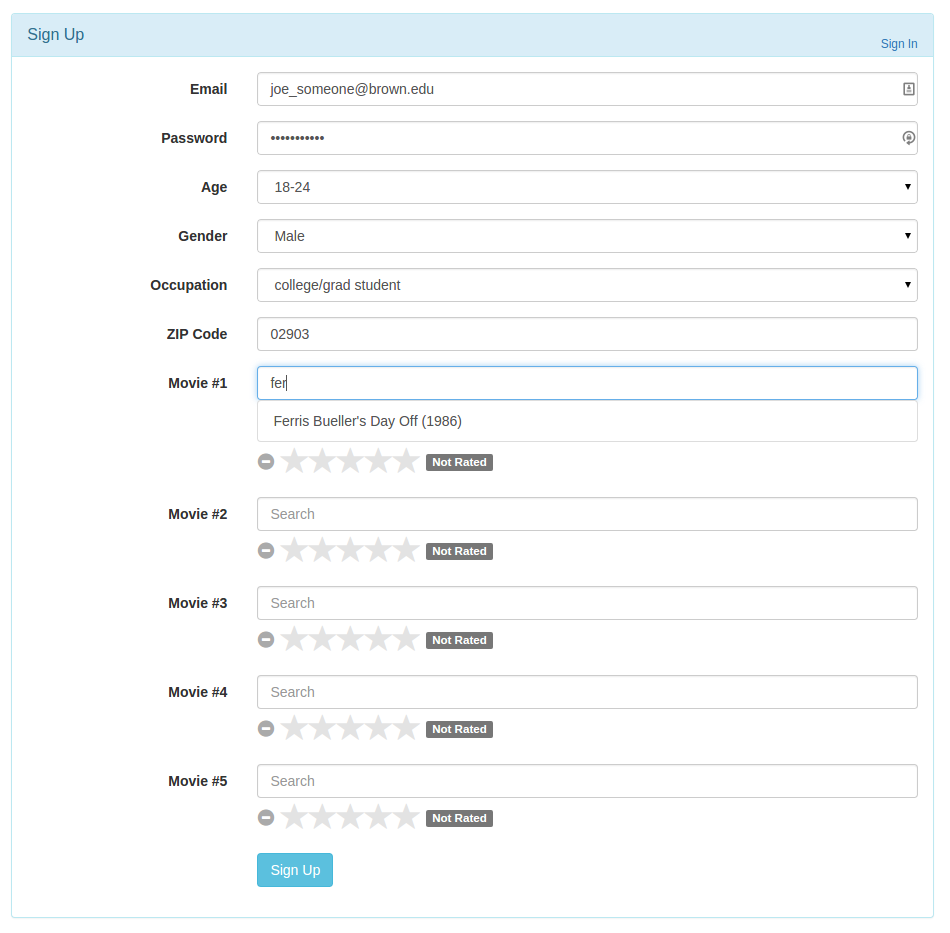 Sign Up
Sign In
Email joe_someone@brown.edu
Password •••••••••••
Age 18-24
Gender Male
Occupation college/grad student
ZIP Code 02903
Movie #1 fer
Ferris Bueller's Day Off (1986)
Not Rated
Movie #2 Search
Not Rated
Movie #3 Search
Not Rated
Movie #4 Search
Not Rated
Movie #5 Search
Not Rated
Sign Up